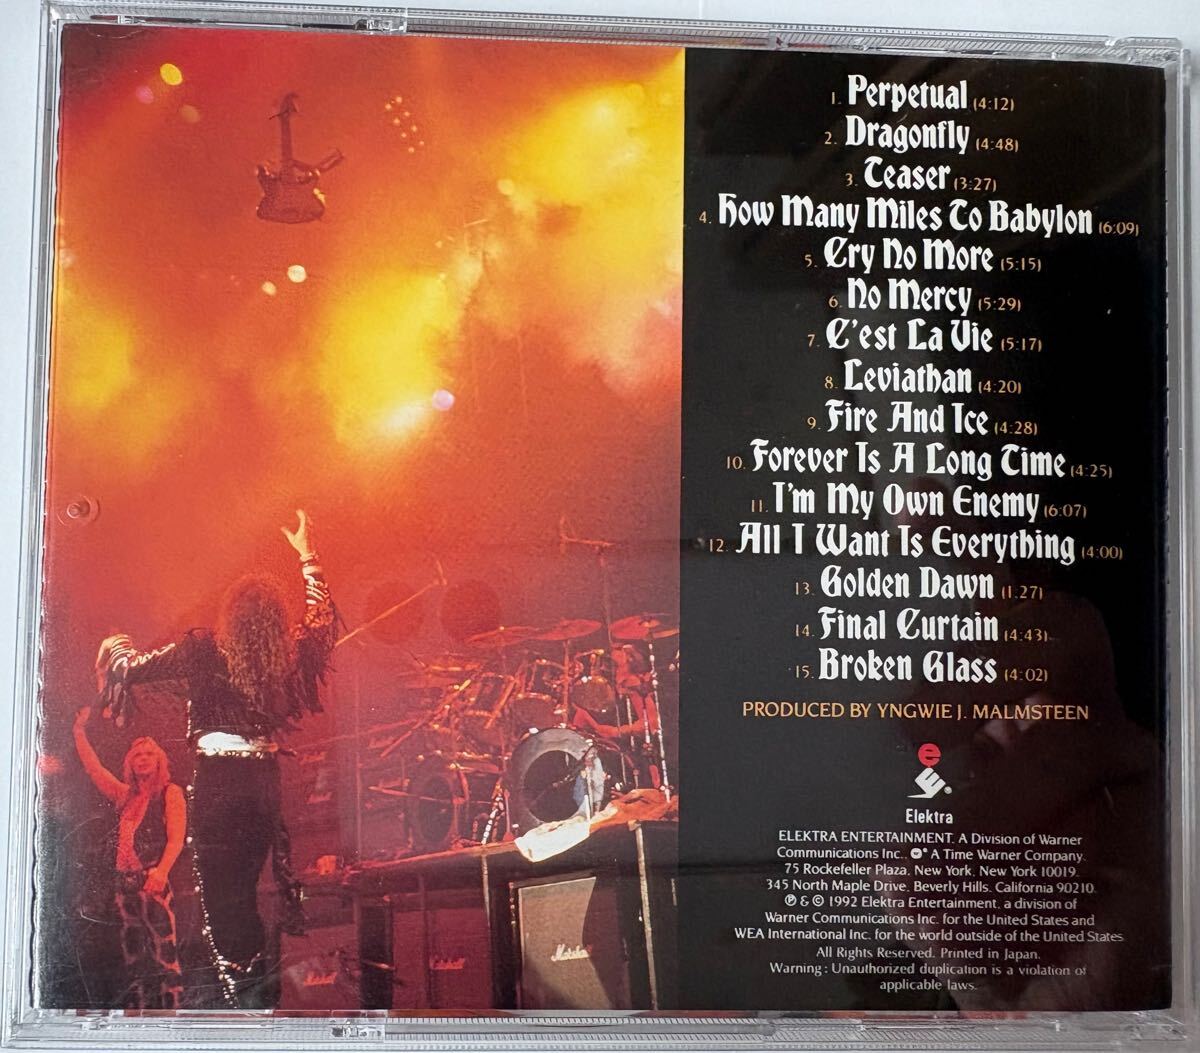 1. Perpetual (4:12)
2. Dragonfly (4:48)
3. Teaser (3:27)
4. How Many Miles To Babylon (6:09)
5. Cry No More (5:15)
6. No Mercy (5:29)
7. C'est La Vie (5:17)
8. Leviathan (4:20)
9. Fire And Ice (4:28)
10. Forever Is A Long Time (4:25)
11. I'm My Own Enemy (6:07)
12. All I Want Is Everything (4:00)
13. Golden Dawn (1:27)
14. Final Curtain (4:43)
15. Broken Glass (4:02)
PRODUCED BY YNGWIE J. MALMSTEEN
e
Elektra
ELEKTRA ENTERTAINMENT, A Division of Warner
Communications Inc., ® A Time Warner Company.
75 Rockefeller Plaza, New York, New York 10019.
345 North Maple Drive, Beverly Hills, California 90210.
℗ & © 1992 Elektra Entertainment, a division of
Warner Communications Inc. for the United States and
WEA International Inc. for the world outside of the United States
All Rights Reserved. Printed in Japan.
Warning: Unauthorized duplication is a violation of
applicable laws.
Marshall
Marshall
Marshall